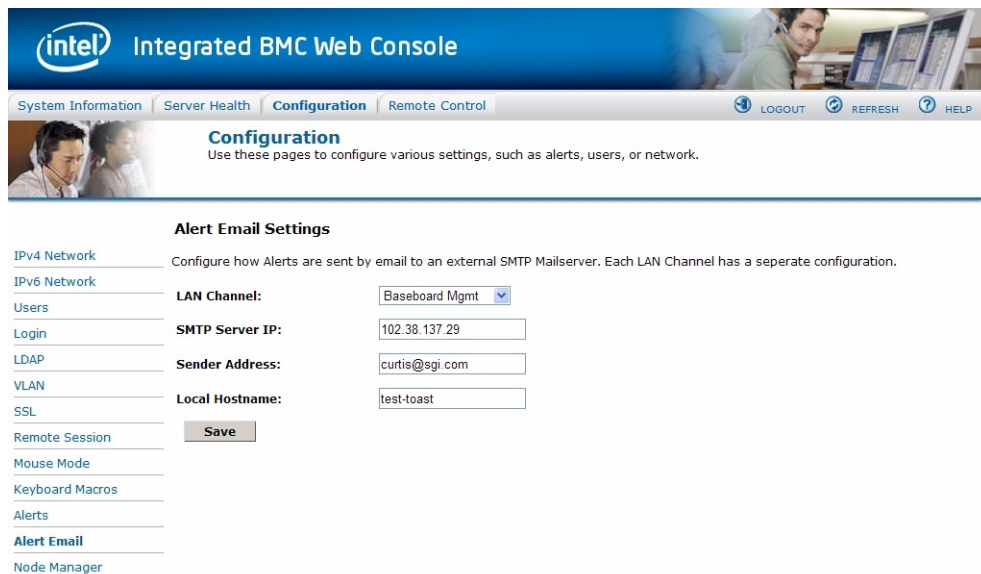 intel Integrated BMC Web Console
System Information Server Health Configuration Remote Control LOGOUT REFRESH HELP
Configuration
Use these pages to configure various settings, such as alerts, users, or network.
Alert Email Settings
Configure how Alerts are sent by email to an external SMTP Mailserver. Each LAN Channel has a seperate configuration.
LAN Channel: Baseboard Mgmt
SMTP Server IP: 102.38.137.29
Sender Address: curtis@sgi.com
Local Hostname: test-toast
Save
IPv4 Network
IPv6 Network
Users
Login
LDAP
VLAN
SSL
Remote Session
Mouse Mode
Keyboard Macros
Alerts
Alert Email
Node Manager